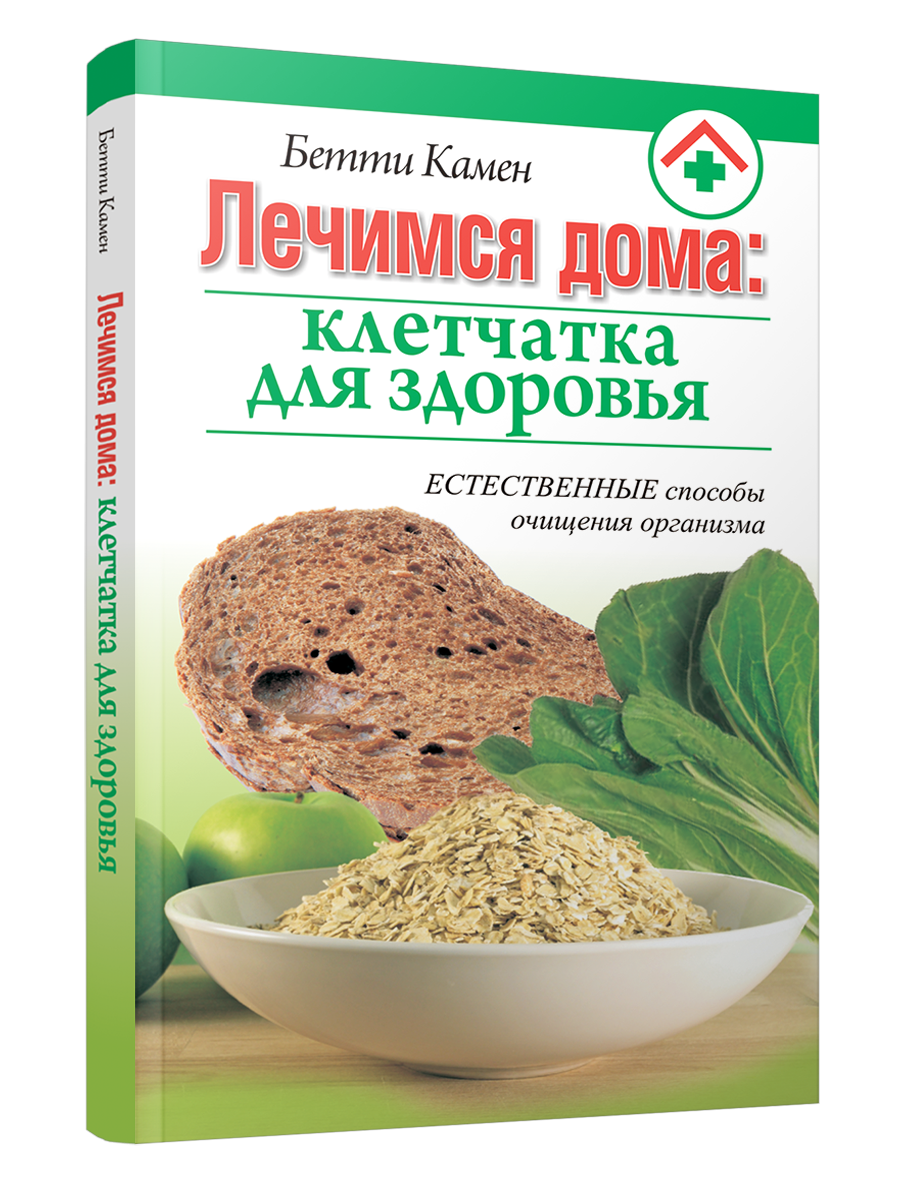 Бетти Камен
Лечимся дома:
клетчатка
для здоровья
ЕСТЕСТВЕННЫЕ способы
очищения организма
Бетти Камен
Лечимся дома: клетчатка для здоровья